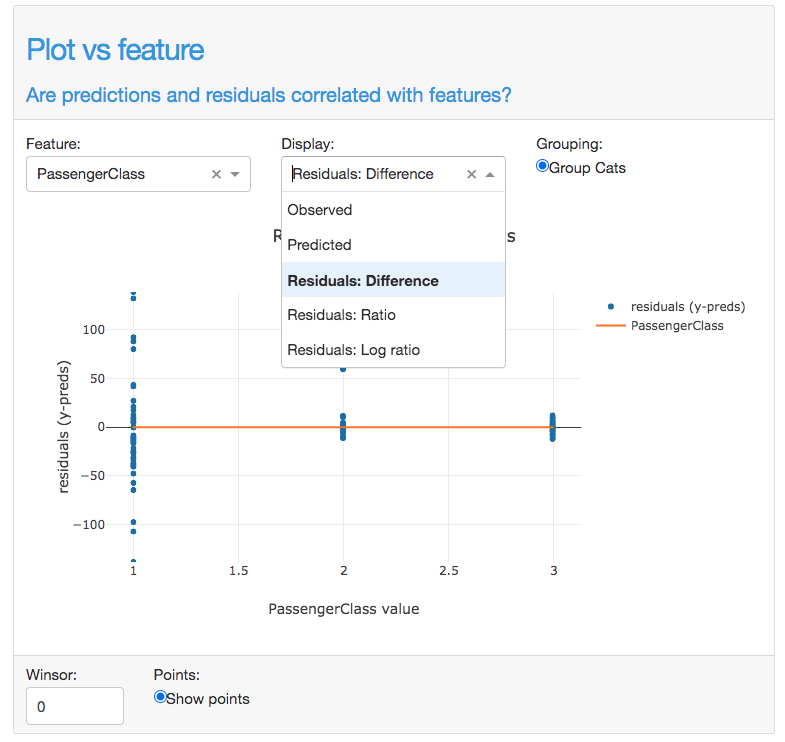 Plot vs feature
Are predictions and residuals correlated with features?
Feature:
Display:
Grouping:
PassengerClass
Residuals: Difference
Group Cats
Observed
Predicted
Residuals: Difference
Residuals: Ratio
Residuals: Log ratio
residuals (y-preds)
PassengerClass
100
50
0
−50
−100
residuals (y-preds)
1
1.5
2
2.5
3
PassengerClass value
Winsor:
Points:
0
Show points